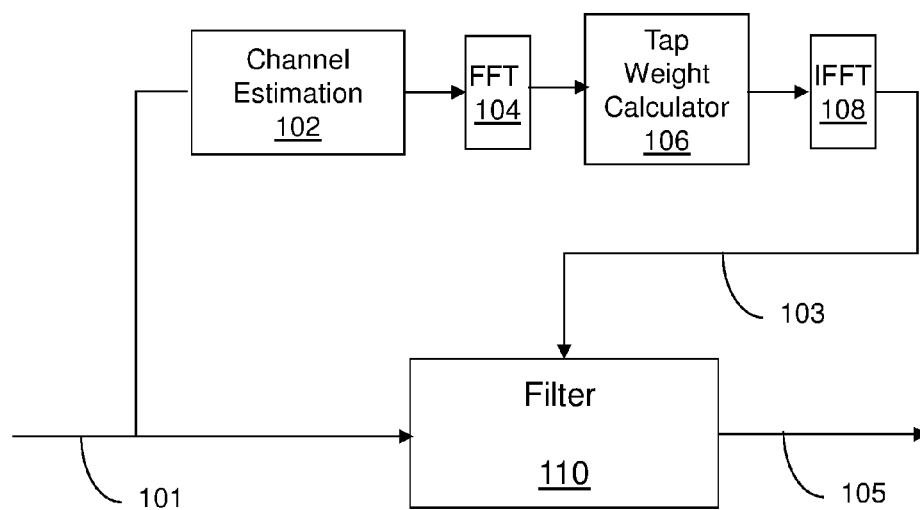 Channel
Estimation
102
FFT
104
Tap
Weight
Calculator
106
IFFT
108
103
Filter
110
101
105